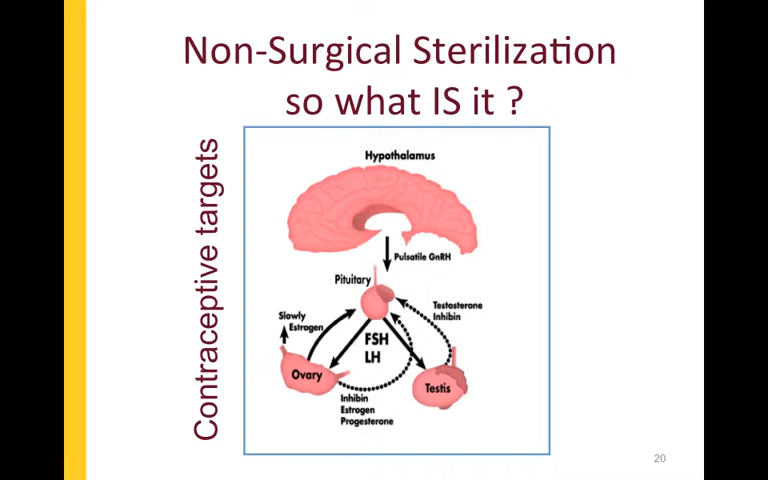 Non-Surgical Sterilization
so what IS it ?
Contraceptive targets
Hypothalamus
Pulsatile GnRH
Pituitary
Testosterone
Inhibin
Slowly
Estrogen
FSH
LH
Ovary
Testis
Inhibin
Estrogen
Progesterone
20